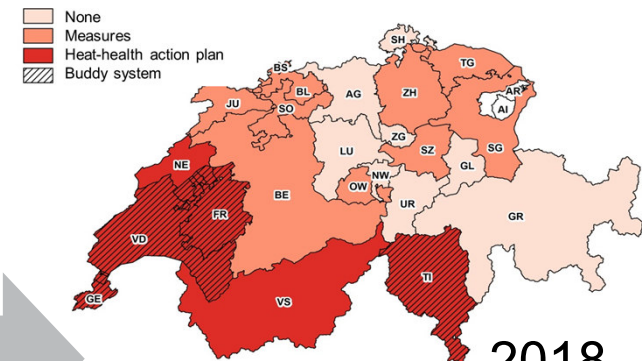 None
Measures
Heat-health action plan
Buddy system
SH
BS
TG
BL
AG
ZH
AR
JU
SO
AI
ZG
LU
SZ
SG
NE
GL
NW
OW
BE
UR
FR
GR
VD
TI
GE
VS
2018